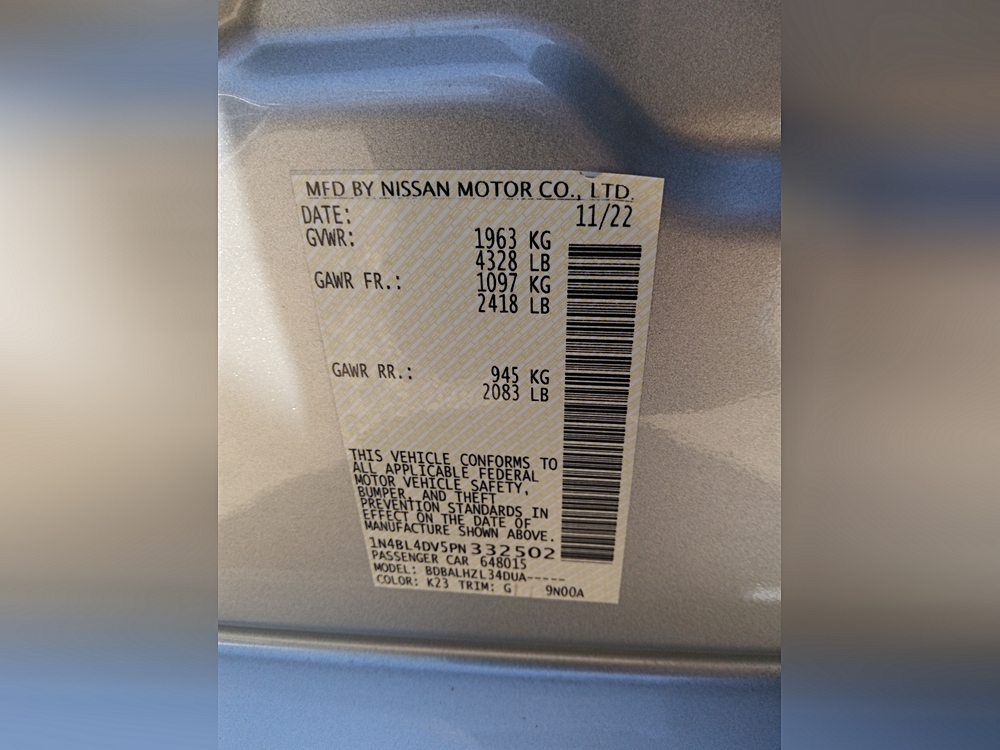 MFD BY NISSAN MOTOR CO., LTD.
DATE: 11/22
GVWR: 1963 KG
4328 LB
GAWR FR.: 1097 KG
2418 LB
GAWR RR.: 945 KG
2083 LB
THIS VEHICLE CONFORMS TO
ALL APPLICABLE FEDERAL
MOTOR VEHICLE SAFETY,
BUMPER, AND THEFT
PREVENTION STANDARDS IN
EFFECT ON THE DATE OF
MANUFACTURE SHOWN ABOVE.
1N4BL4DV5PN332502
PASSENGER CAR 648015
MODEL: BDBALHZL34DUA-----
COLOR: K23 TRIM: G 9N00A